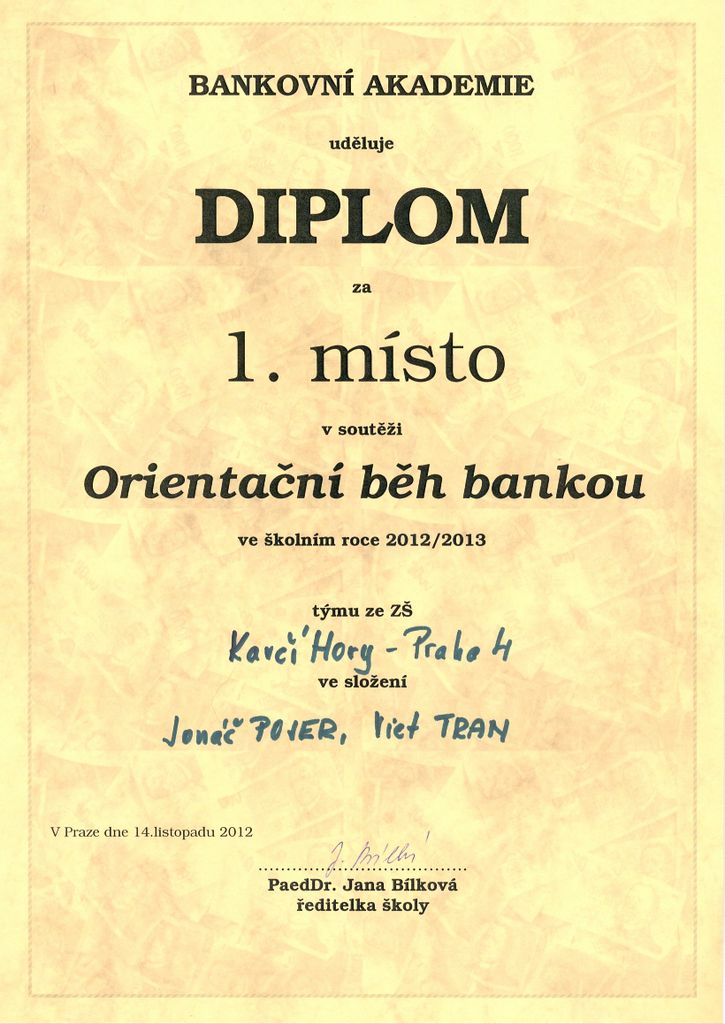 BANKOVNÍ AKADEMIE
uděluje
DIPLOM
za
1. místo
v soutěži
Orientační běh bankou
ve školním roce 2012/2013
týmu ze ZŠ
Kavčí Hory - Praha 4
ve složení
Jonáš POJER, Viet TRAN
V Praze dne 14.listopadu 2012
J. Bílková
PaedDr. Jana Bílková
ředitelka školy